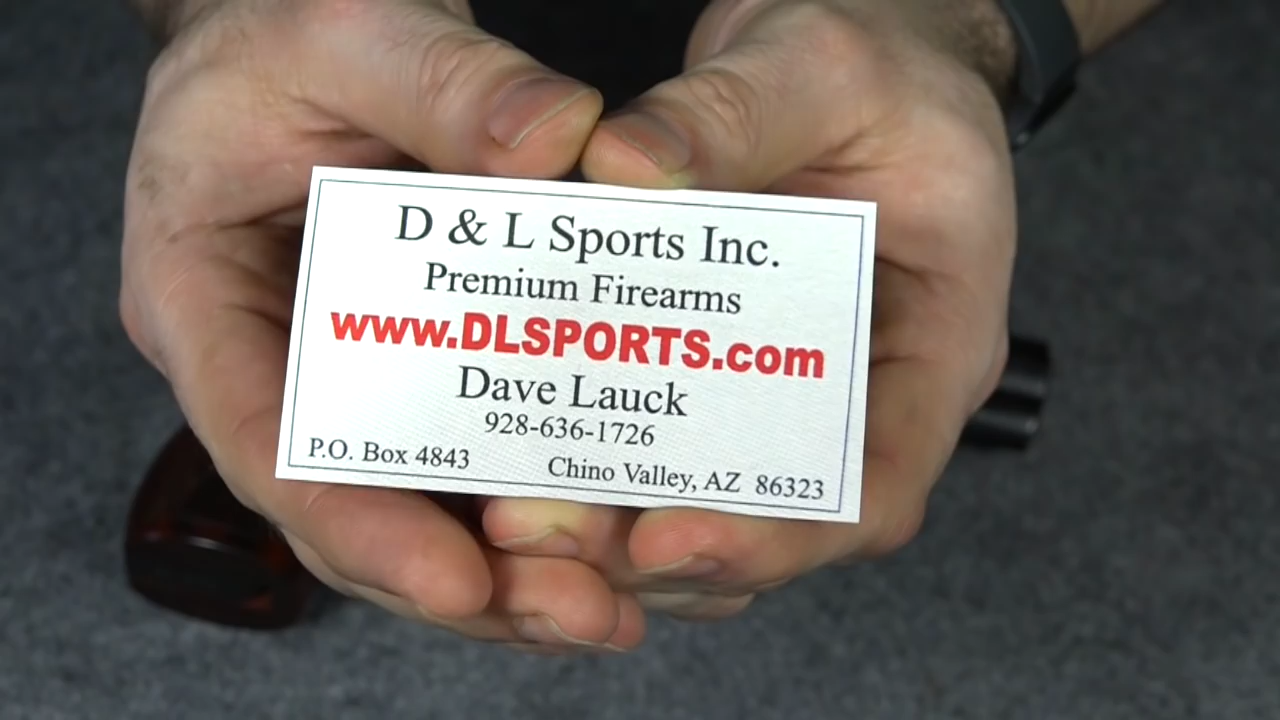 D & L Sports Inc.
Premium Firearms
www.DLSPORTS.com
Dave Lauck
928-636-1726
P.O. Box 4843
Chino Valley, AZ 86323